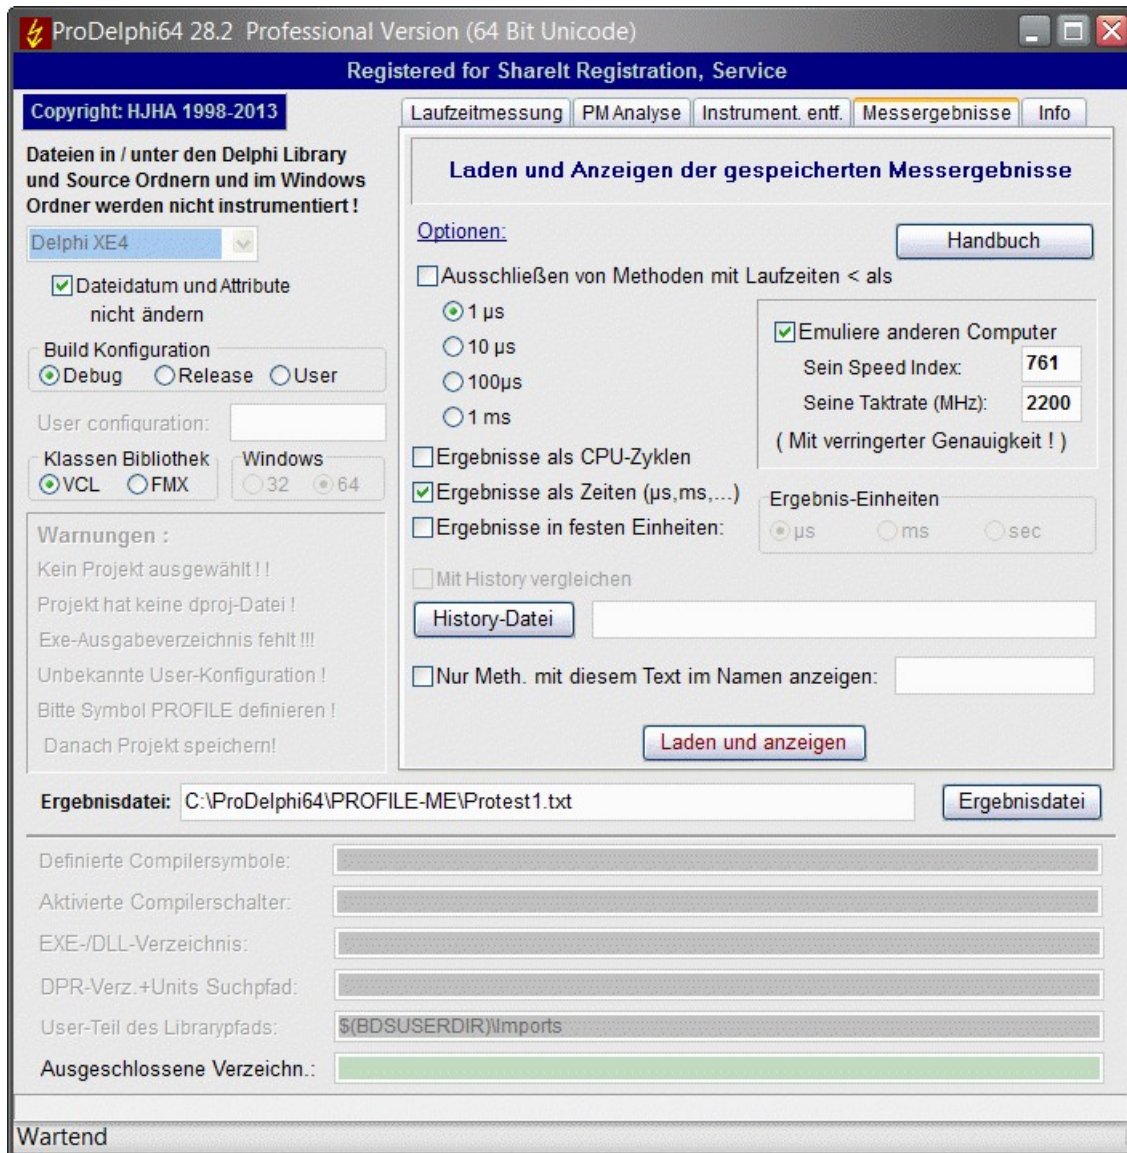 ProDelphi64 28.2 Professional Version (64 Bit Unicode)
Registered for ShareIt Registration, Service
Copyright: HJHA 1998-2013
Dateien in / unter den Delphi Library
und Source Ordnern und im Windows
Ordner werden nicht instrumentiert !
Delphi XE4
Dateidatum und Attribute
nicht ändern
Build Konfiguration
Debug Release User
User configuration:
Klassen Bibliothek
VCL FMX
Windows
32 64
Warnungen :
Kein Projekt ausgewählt ! !
Projekt hat keine dproj-Datei !
Exe-Ausgabeverzeichnis fehlt !!!
Unbekannte User-Konfiguration !
Bitte Symbol PROFILE definieren !
Danach Projekt speichern!
Laufzeitmessung PM Analyse Instrument. entf. Messergebnisse Info
Laden und Anzeigen der gespeicherten Messergebnisse
Optionen:
Handbuch
Ausschließen von Methoden mit Laufzeiten < als
1 µs
10 µs
100µs
1 ms
Emuliere anderen Computer
Sein Speed Index: 761
Seine Taktrate (MHz): 2200
( Mit verringerter Genauigkeit ! )
Ergebnisse als CPU-Zyklen
Ergebnisse als Zeiten (µs,ms,...)
Ergebnisse in festen Einheiten:
Ergebnis-Einheiten
µs ms sec
Mit History vergleichen
History-Datei
Nur Meth. mit diesem Text im Namen anzeigen:
Laden und anzeigen
Ergebnisdatei: C:\ProDelphi64\PROFILE-ME\Protest1.txt Ergebnisdatei
Definierte Compilersymbole:
Aktivierte Compilerschalter:
EXE-/DLL-Verzeichnis:
DPR-Verz.+Units Suchpfad:
User-Teil des Librarypfads: $(BDSUSERDIR)\Imports
Ausgeschlossene Verzeichn.:
Wartend